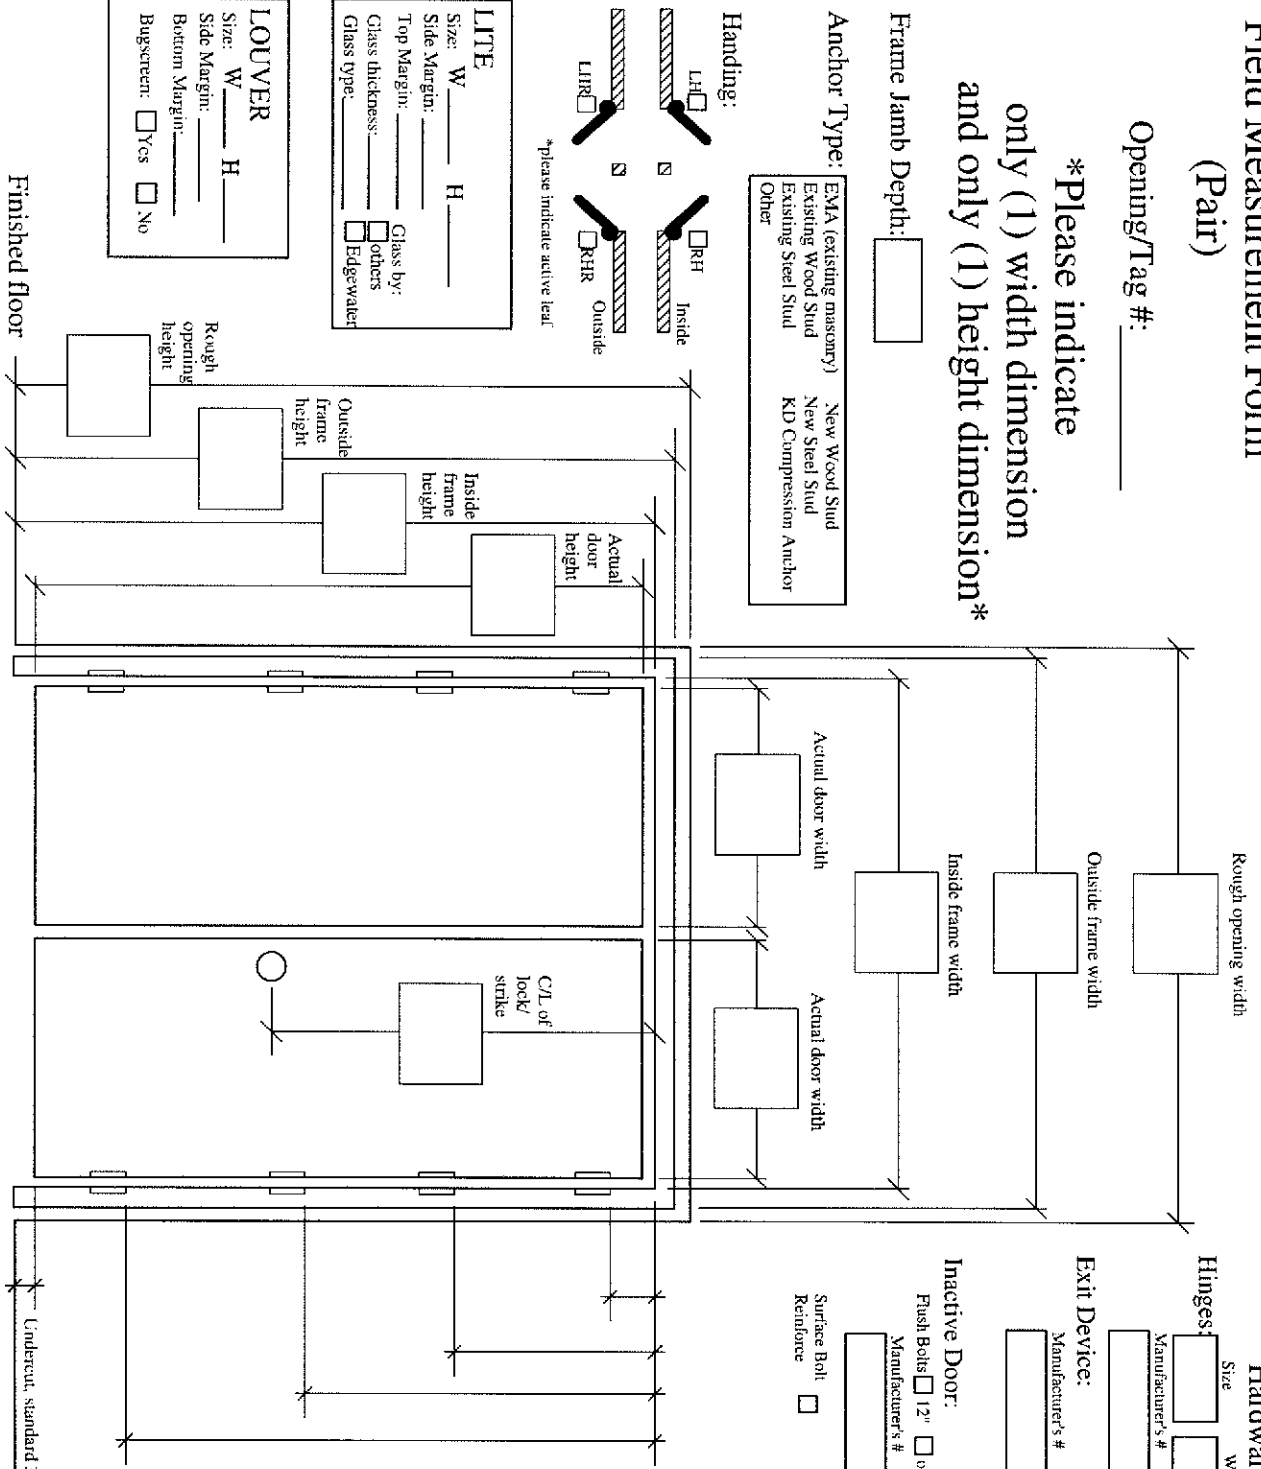 Field Measurement Form
(Pair)
Opening/Tag #:
*Please indicate
only (1) width dimension
and only (1) height dimension*
Frame Jamb Depth:
Anchor Type:
EMA (existing masonry) New Wood Stud
Existing Wood Stud New Steel Stud
Existing Steel Stud KD Compression Anchor
Other
Handing:
LH
RH
Inside
LHR
RHR
Outside
*please indicate active leaf
LITE
Size: W H
Side Margin:
Top Margin:
Glass thickness:
Glass type:
Glass by:
others
Edgewater
LOUVER
Size: W H
Side Margin:
Bottom Margin:
Bugscreen: Yes No
Finished floor
Rough
opening
height
Outside
frame
height
Inside
frame
height
Actual
door
height
Rough opening width
Outside frame width
Inside frame width
Actual door width
Actual door width
C/L of
lock/
strike
Hinges:
Size
Manufacturer's #
Exit Device:
Manufacturer's #
Inactive Door:
Flush Bolts 12"
Manufacturer's #
Surface Bolt
Reinforce
Undercut, standard